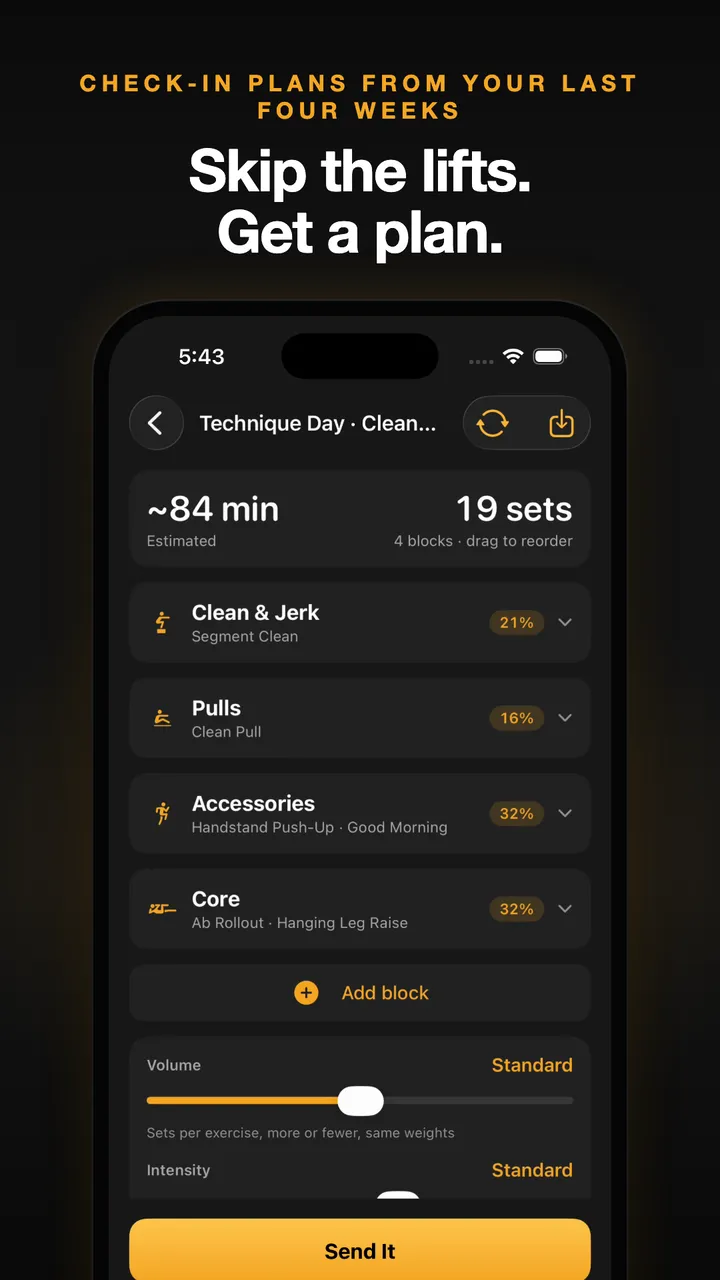 CHECK-IN PLANS FROM YOUR LAST
FOUR WEEKS
Skip the lifts.
Get a plan.
5:43
Technique Day · Clean...
~84 min
19 sets
Estimated
4 blocks · drag to reorder
Clean & Jerk
Segment Clean
21%
Pulls
Clean Pull
16%
Accessories
Handstand Push-Up · Good Morning
32%
Core
Ab Rollout · Hanging Leg Raise
32%
Add block
Volume
Standard
Sets per exercise, more or fewer, same weights
Intensity
Standard
Send It